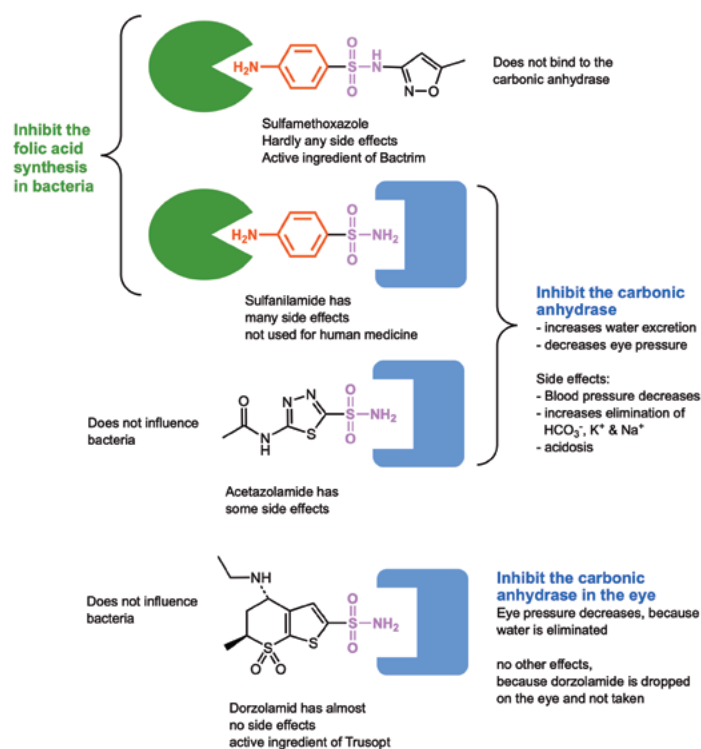 H₂N
O
S
O
H
N
N
O
Does not bind to the
carbonic anhydrase
Inhibit the
folic acid
synthesis
in bacteria
Sulfamethoxazole
Hardly any side effects
Active ingredient of Bactrim
H₂N
O
S
O
NH₂
Sulfanilamide has
many side effects
not used for human medicine
Inhibit the carbonic
anhydrase
- increases water excretion
- decreases eye pressure
Side effects:
- Blood pressure decreases
- increases elimination of
HCO₃⁻, K⁺ & Na⁺
- acidosis
Does not influence
bacteria
O
NH
N
N
S
O
S
O
NH₂
Acetazolamide has
some side effects
Does not influence
bacteria
NH
S
O
O
S
O
S
O
NH₂
Inhibit the carbonic
anhydrase in the eye
Eye pressure decreases, because
water is eliminated
no other effects,
because dorzolamide is dropped
on the eye and not taken
Dorzolamid has almost
no side effects
active ingredient of Trusopt